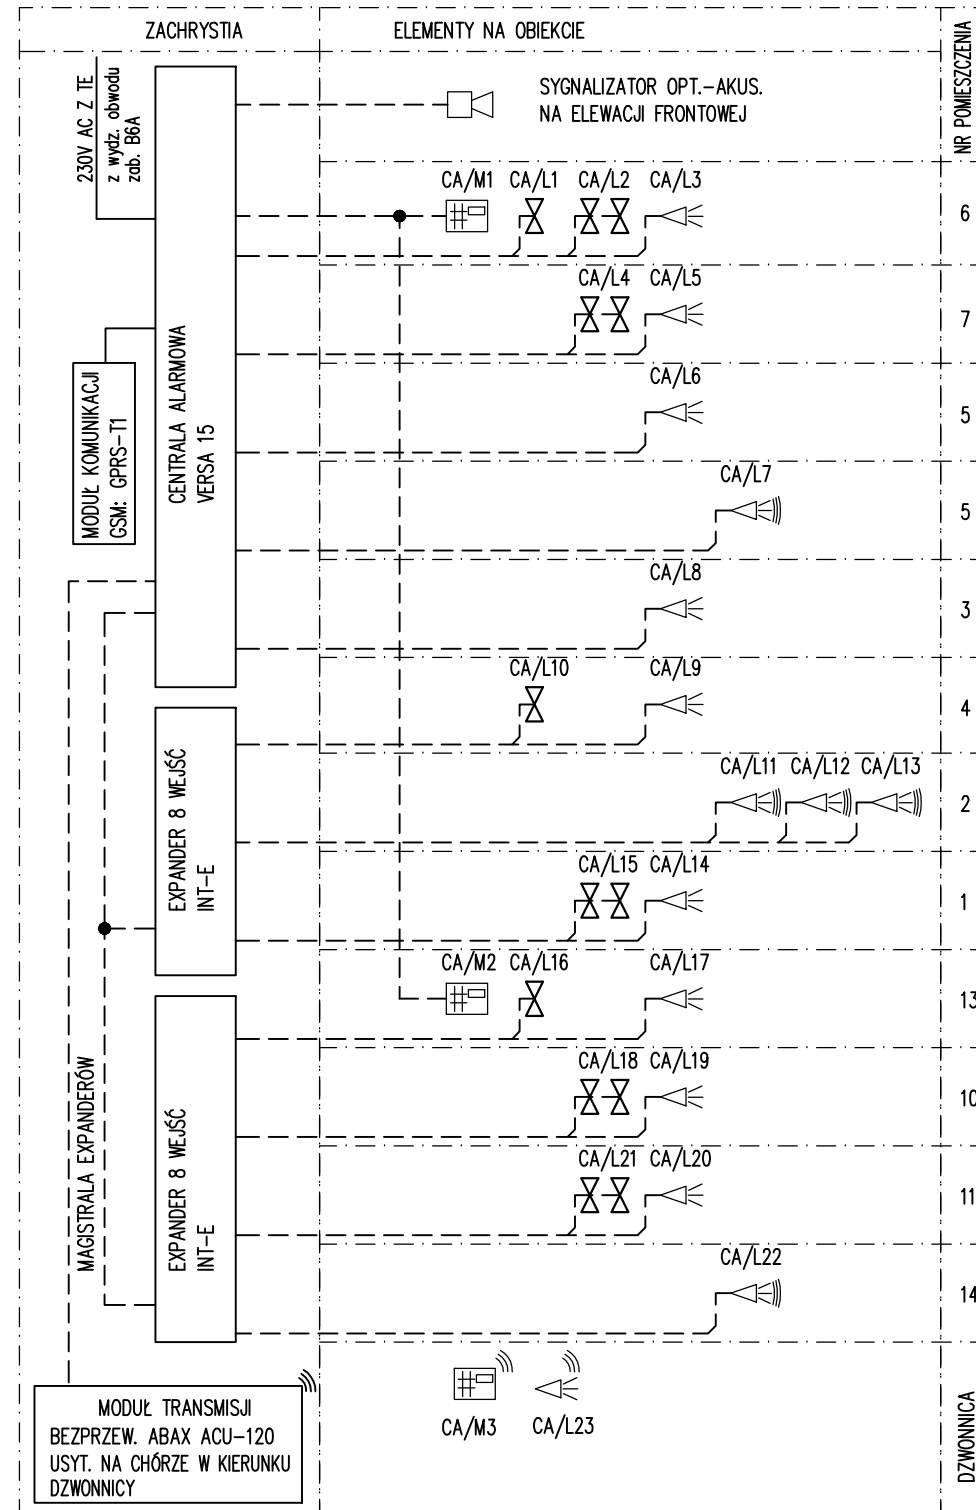 ZACHRYSTIA
ELEMENTY NA OBIEKCIE
NR POMIESZCZENIA
230V AC Z TE
z wydz. obwodu
zab. B6A
SYGNALIZATOR OPT.-AKUS.
NA ELEWACJI FRONTOWEJ
CENTRALA ALARMOWA
VERSA 15
MODUŁ KOMUNIKACJI
GSM: GPRS-T1
CA/M1 CA/L1 CA/L2 CA/L3
6
CA/L4 CA/L5
7
CA/L6
5
CA/L7
5
CA/L8
3
CA/L10 CA/L9
4
EXPANDER 8 WEJŚĆ
INT-E
CA/L11 CA/L12 CA/L13
2
CA/L15 CA/L14
1
CA/M2 CA/L16 CA/L17
13
MAGISTRALA EXPANDERÓW
EXPANDER 8 WEJŚĆ
INT-E
CA/L18 CA/L19
10
CA/L21 CA/L20
11
CA/L22
14
MODUŁ TRANSMISJI
BEZPRZEW. ABAX ACU-120
USYT. NA CHÓRZE W KIERUNKU
DZWONNICY
CA/M3 CA/L23
DZWONNICA